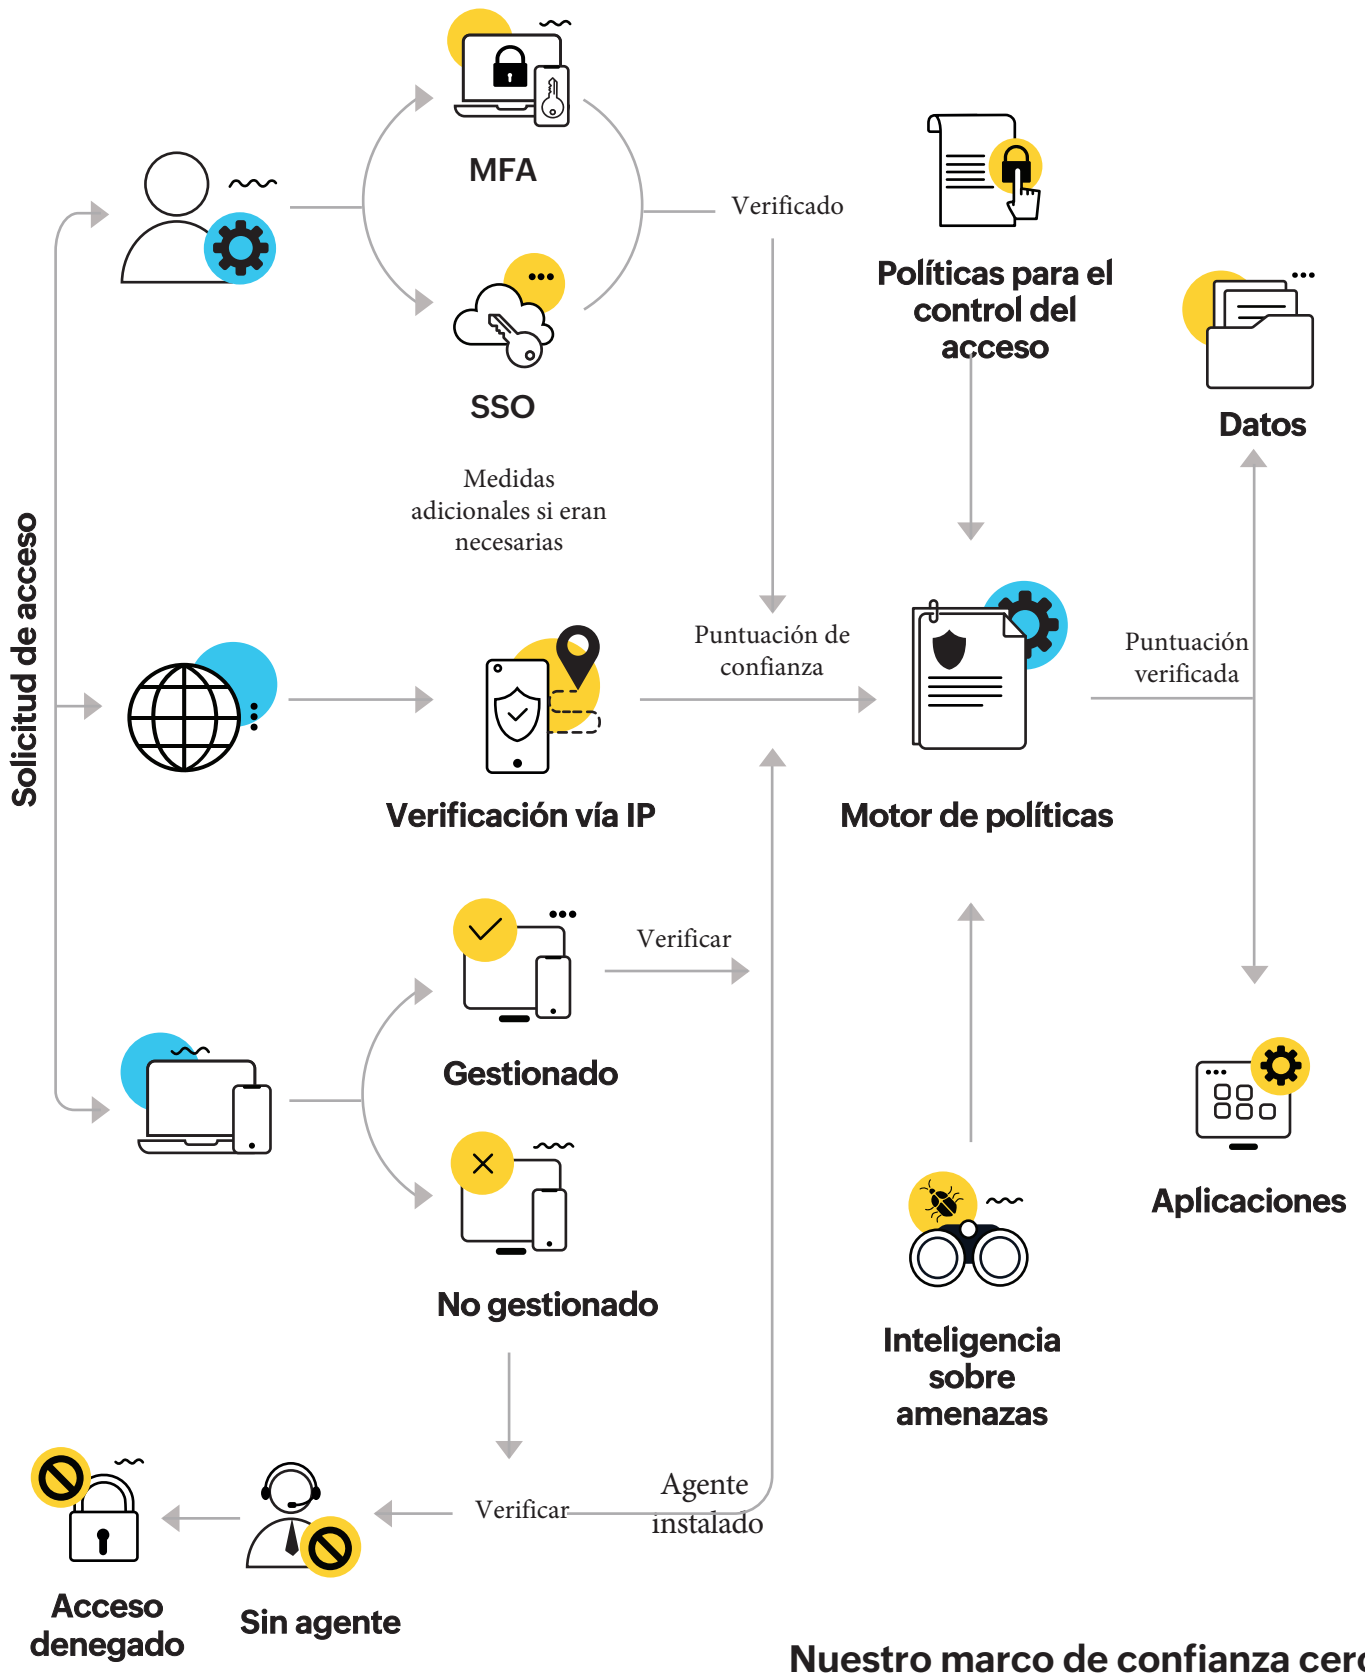 MFA
Verificado
SSO
Medidas
adicionales si eran
necesarias
Políticas para el
control del
acceso
Datos
Solicitud de acceso
Puntuación de
confianza
Puntuación
verificada
Verificación vía IP
Motor de políticas
Verificar
Gestionado
No gestionado
Aplicaciones
Inteligencia
sobre
amenazas
Verificar
Agente
instalado
Acceso
denegado
Sin agente
Nuestro marco de confianza cero